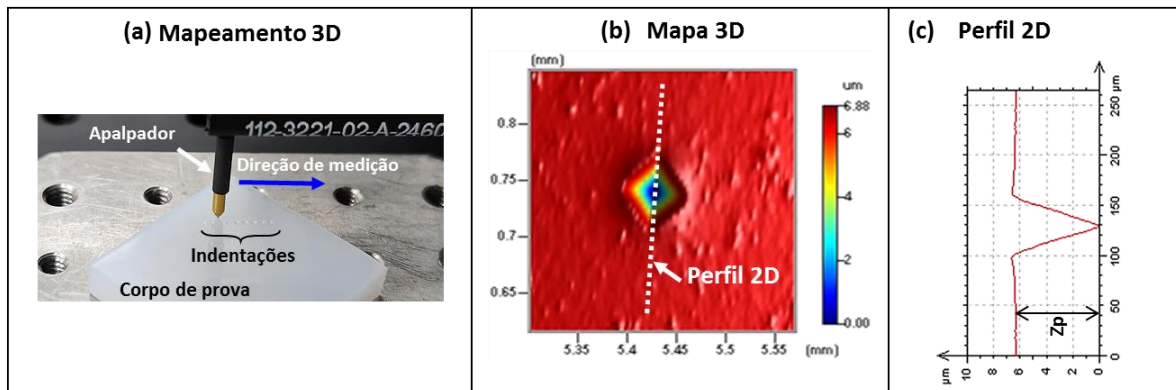 (a) Mapeamento 3D
112-3221-02-A-2460
Apalpador
Direção de medição
Indentações
Corpo de prova
(b) Mapa 3D
(mm)
0.8
0.75
0.7
0.65
5.35 5.4 5.45 5.5 5.55
(mm)
Perfil 2D
um
6.88
6
4
2
0.00
(c) Perfil 2D
µm
250
200
150
100
50
0
Zp
µm
10 8 6 4 2 0